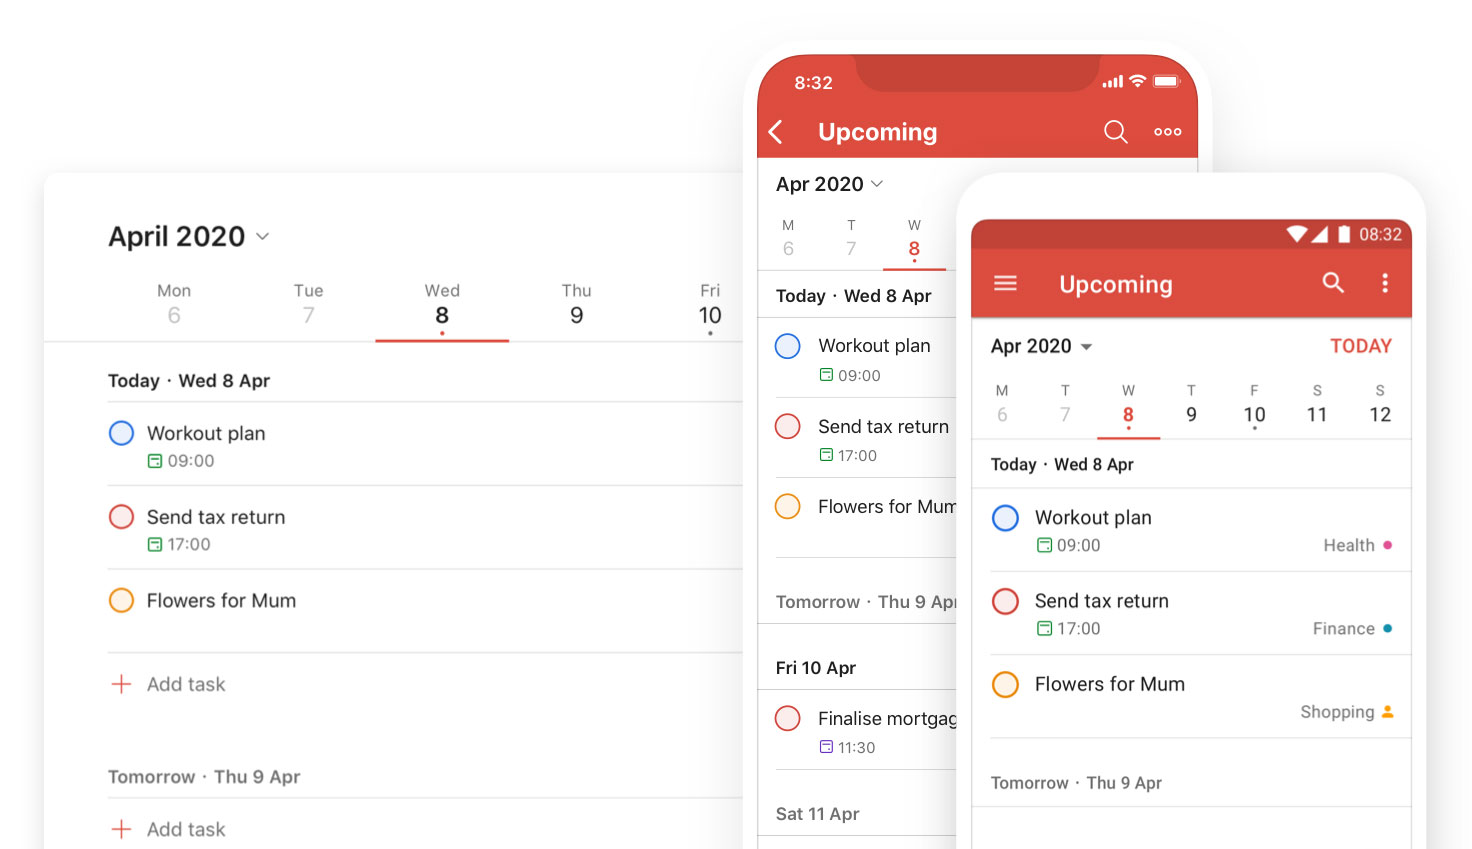 April 2020
Mon Tue Wed Thu Fri
6 7 8 9 10
Today · Wed 8 Apr
Workout plan
09:00
Send tax return
17:00
Flowers for Mum
Add task
Tomorrow · Thu 9 Apr
Add task
8:32
Upcoming
Apr 2020
M T W
6 7 8
Today · Wed 8 Apr
Workout plan
09:00
Send tax return
17:00
Flowers for Mum
Tomorrow · Thu 9 Apr
Fri 10 Apr
Finalise mortgag
11:30
Sat 11 Apr
08:32
Upcoming
Apr 2020 TODAY
M T W T F S S
6 7 8 9 10 11 12
Today · Wed 8 Apr
Workout plan
09:00 Health
Send tax return
17:00 Finance
Flowers for Mum
Shopping
Tomorrow · Thu 9 Apr